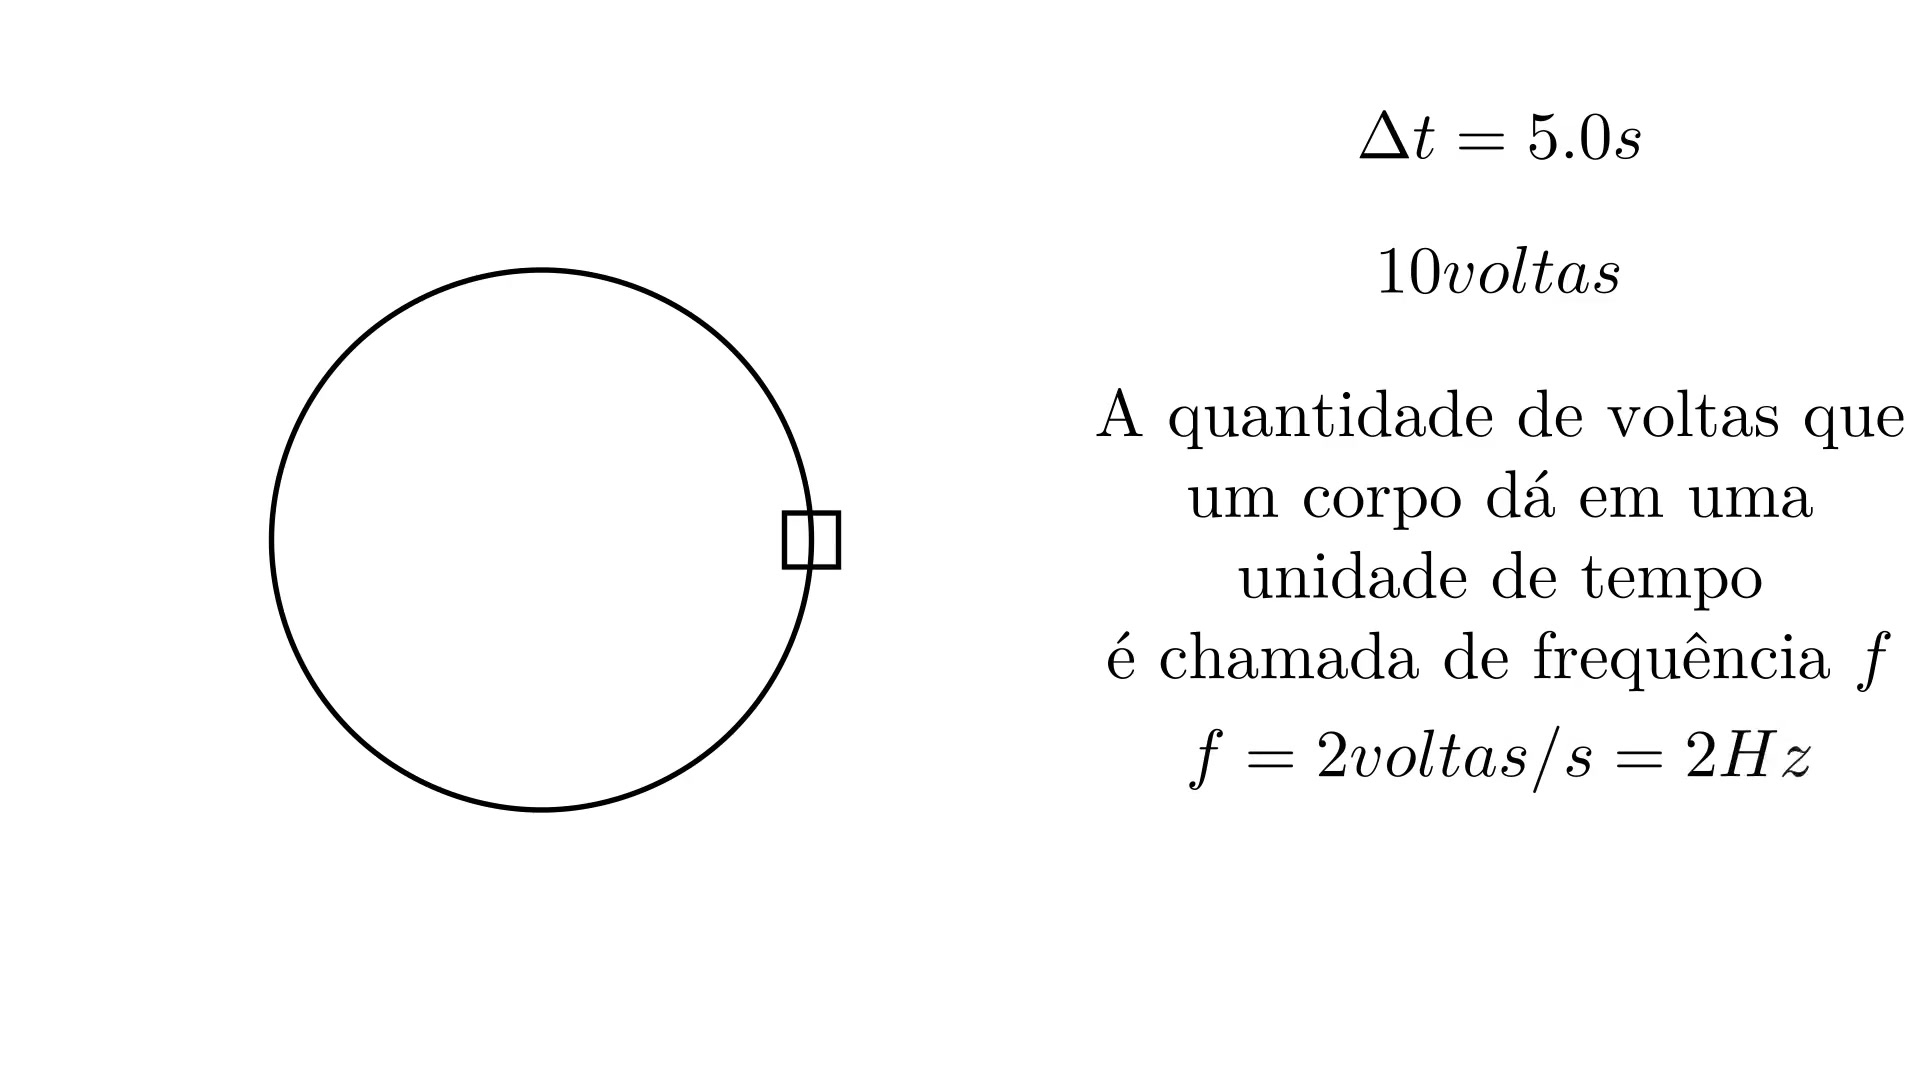 Δt = 5.0s
10voltas
A quantidade de voltas que
um corpo dá em uma
unidade de tempo
é chamada de frequência f
f = 2voltas/s = 2Hz